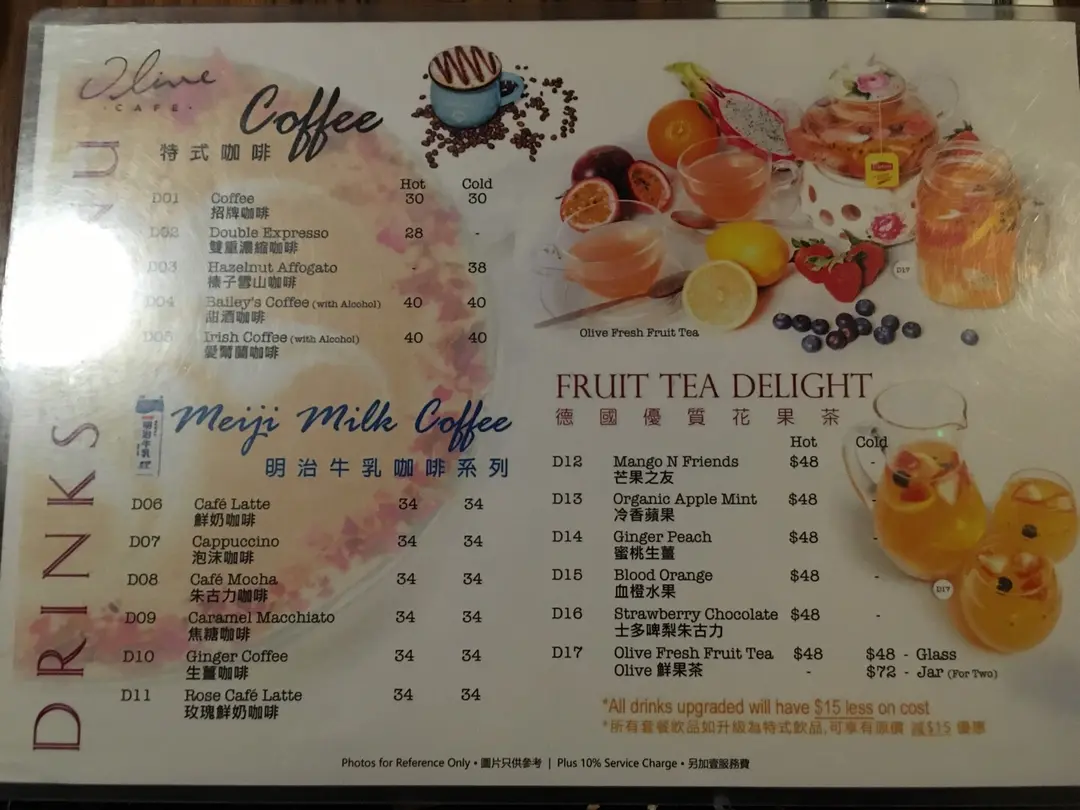 Olive
·CAFE·
DRINKS
Coffee
特式咖啡
Hot Cold
D01 Coffee 30 30
招牌咖啡
D02 Double Expresso 28 -
雙重濃縮咖啡
D03 Hazelnut Affogato - 38
榛子雪山咖啡
D04 Bailey's Coffee (with Alcohol) 40 40
甜酒咖啡
D05 Irish Coffee (with Alcohol) 40 40
愛爾蘭咖啡
Meiji Milk Coffee
明治牛乳咖啡系列
明治牛乳
D06 Café Latte 34 34
鮮奶咖啡
D07 Cappuccino 34 34
泡沫咖啡
D08 Café Mocha 34 34
朱古力咖啡
D09 Caramel Macchiato 34 34
焦糖咖啡
D10 Ginger Coffee 34 34
生薑咖啡
D11 Rose Café Latte 34 34
玫瑰鮮奶咖啡
D17
Olive Fresh Fruit Tea
FRUIT TEA DELIGHT
德國優質花果茶
Hot Cold
D12 Mango N Friends $48 -
芒果之友
D13 Organic Apple Mint $48 -
冷香蘋果
D14 Ginger Peach $48 -
蜜桃生薑
D15 Blood Orange $48 -
血橙水果
D16 Strawberry Chocolate $48 -
士多啤梨朱古力
D17 Olive Fresh Fruit Tea $48 $48 - Glass
Olive 鮮果茶 - $72 - Jar (For Two)
D17
*All drinks upgraded will have $15 less on cost
*所有套餐飲品如升級為特式飲品,可享有原價 減$15 優惠
Photos for Reference Only • 圖片只供參考 | Plus 10% Service Charge • 另加壹服務費